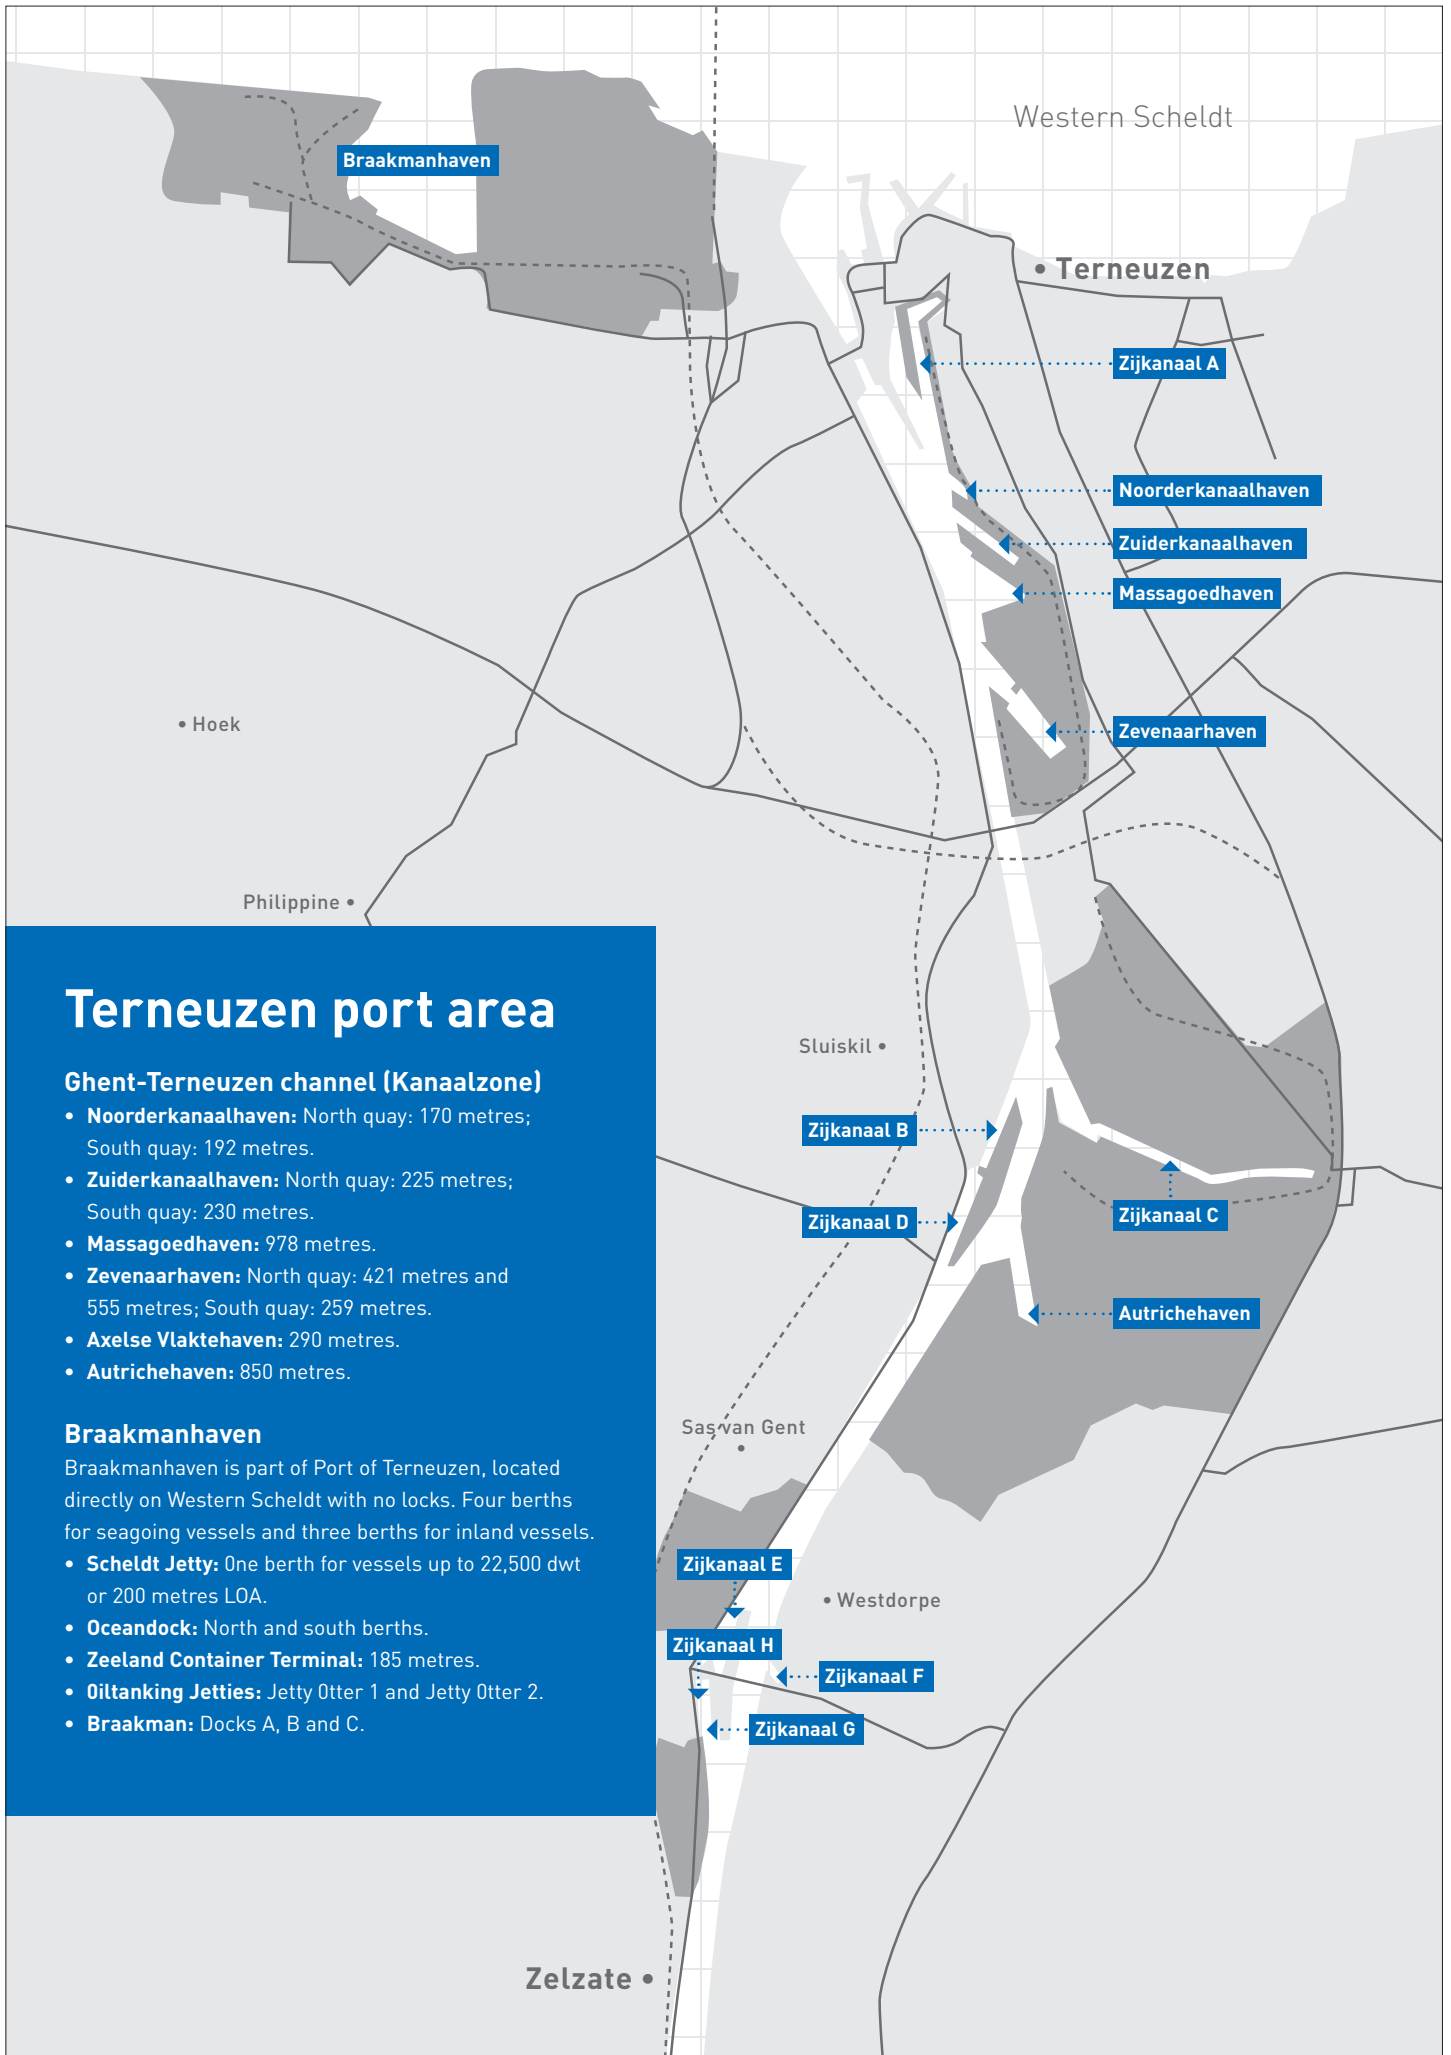 Western Scheldt
Braakmanhaven
Terneuzen
Zijkanaal A
Noorderkanaalhaven
Zuiderkanaalhaven
Massagoedhaven
Hoek
Zevenaarhaven
Philippine
Terneuzen port area
Ghent-Terneuzen channel (Kanaalzone)
• Noorderkanaalhaven: North quay: 170 metres;
South quay: 192 metres.
• Zuiderkanaalhaven: North quay: 225 metres;
South quay: 230 metres.
• Massagoedhaven: 978 metres.
• Zevenaarhaven: North quay: 421 metres and
555 metres; South quay: 259 metres.
• Axelse Vlaktehaven: 290 metres.
• Autrichehaven: 850 metres.
Braakmanhaven
Braakmanhaven is part of Port of Terneuzen, located
directly on Western Scheldt with no locks. Four berths
for seagoing vessels and three berths for inland vessels.
• Scheldt Jetty: One berth for vessels up to 22,500 dwt
or 200 metres LOA.
• Oceandock: North and south berths.
• Zeeland Container Terminal: 185 metres.
• Oiltanking Jetties: Jetty Otter 1 and Jetty Otter 2.
• Braakman: Docks A, B and C.
Sluiskil
Zijkanaal B
Zijkanaal D
Zijkanaal C
Autrichehaven
Sas van Gent
Zijkanaal E
Westdorpe
Zijkanaal H
Zijkanaal F
Zijkanaal G
Zelzate